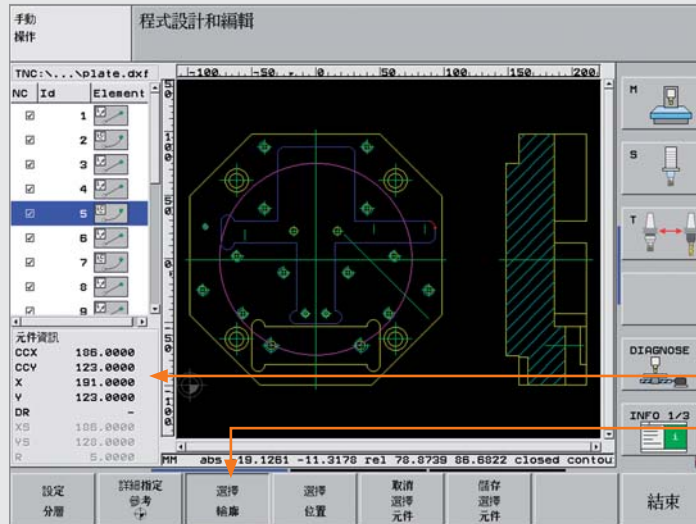 手動
操作
程式設計和編輯
TNC:\...\plate.dxf
NC Id Element
1
2
3
4
5
6
7
8
9
元件資訊
CCX 186.0000
CCY 123.0000
X 191.0000
Y 123.0000
DR -
XS 186.0000
YS 128.0000
R 5.0000
-100 -50 0 50 100 150 200
MM abs -19.1261 -11.3178 rel 78.8739 86.6822 closed contou
M
S
T
DIAGNOSE
INFO 1/3
設定
分層
詳細指定
參考
選擇
輪廓
選擇
位置
取消
選擇
元件
儲存
選擇
元件
結束